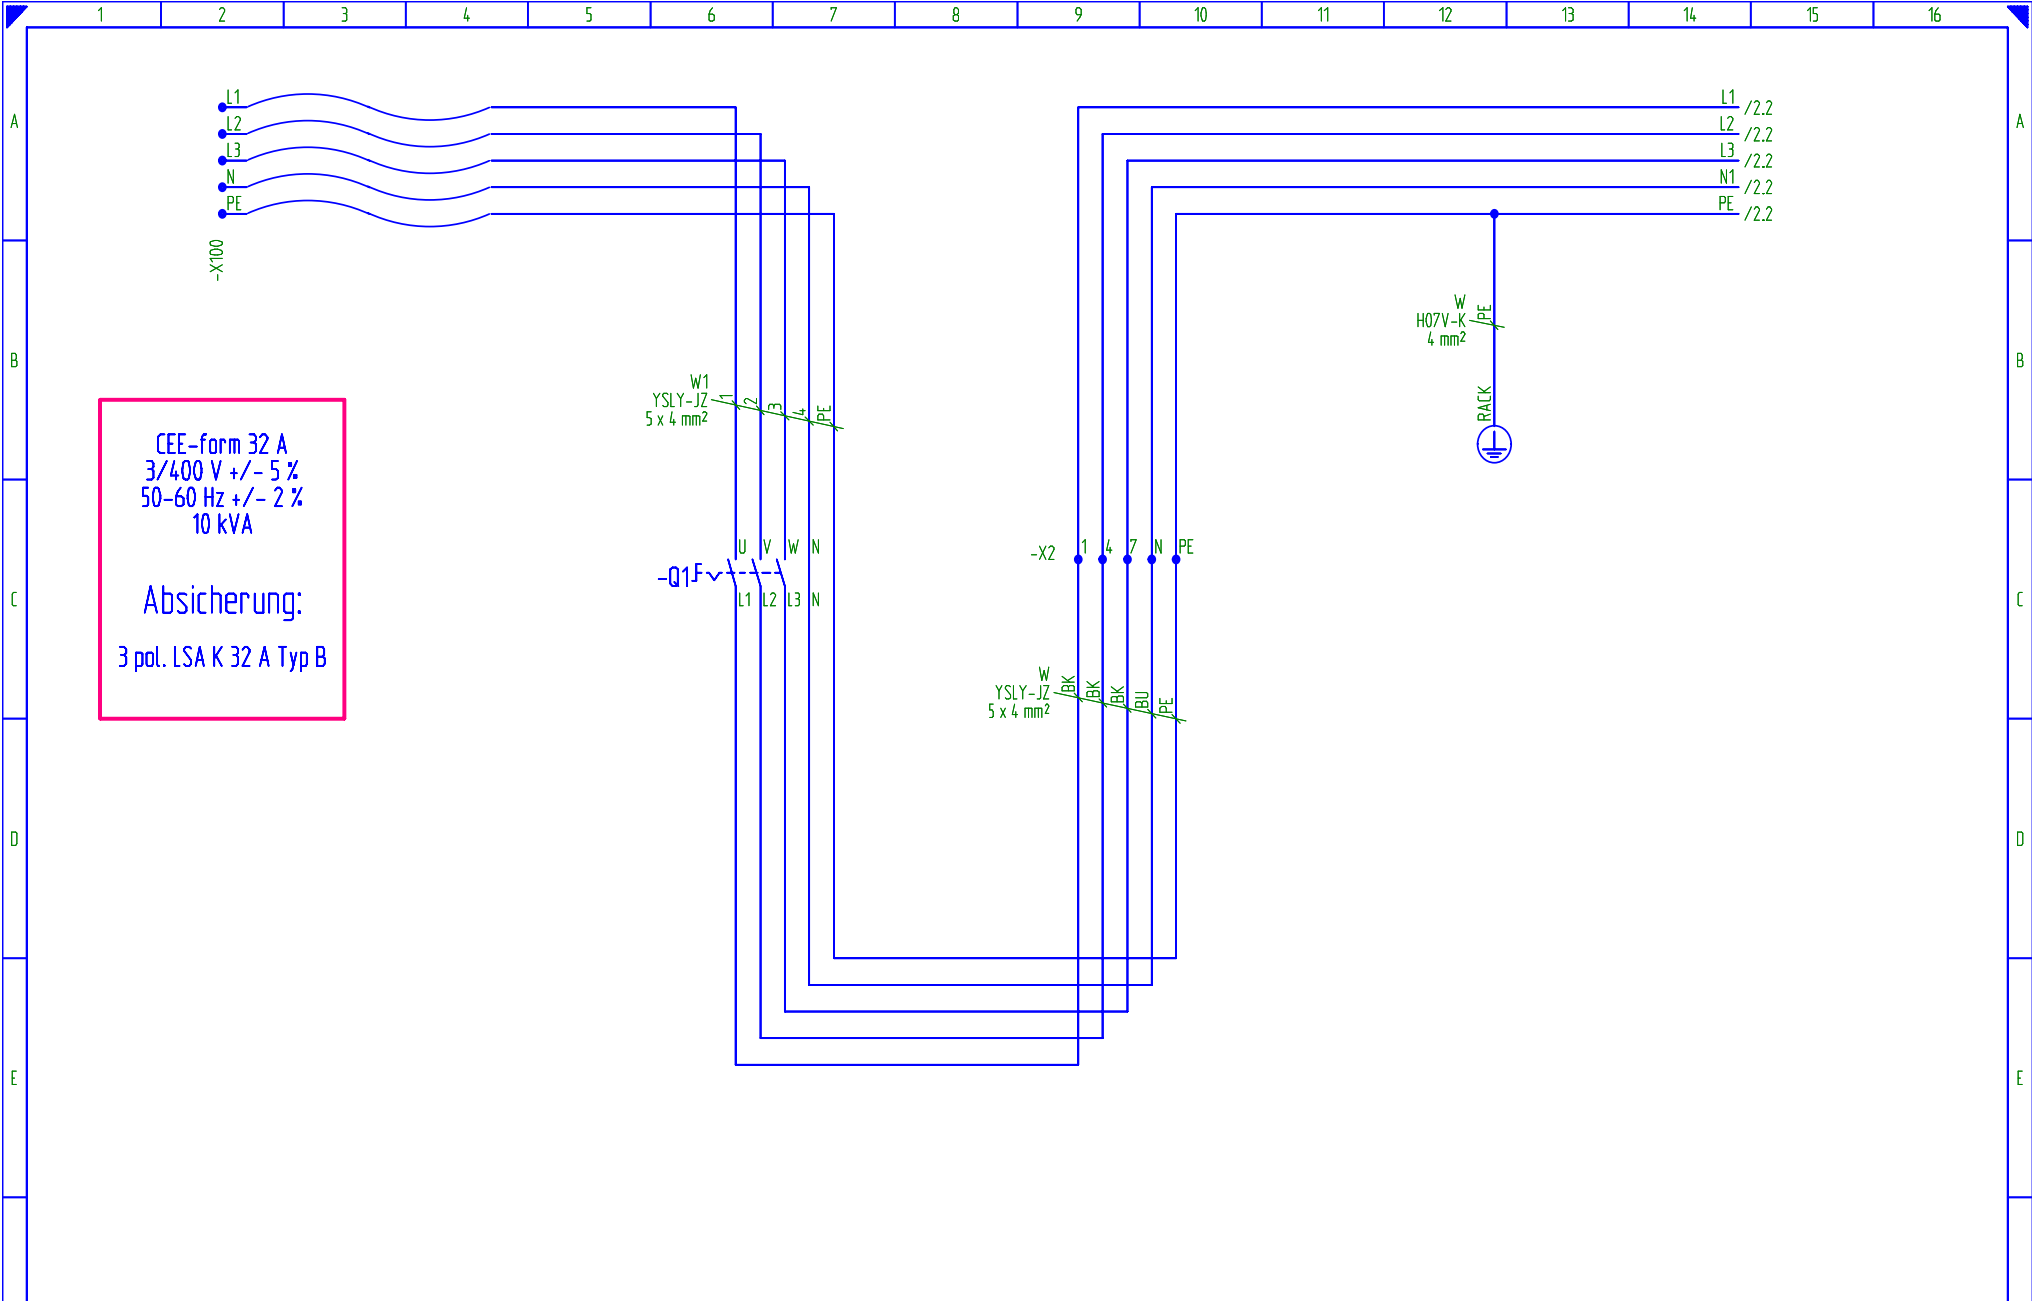 1 2 3 4 5 6 7 8 9 10 11 12 13 14 15 16
A A
B B
C C
D D
E E
L1
L2
L3
N
PE
-X100
CEE-form 32 A
3/400 V +/- 5 %
50-60 Hz +/- 2 %
10 kVA
Absicherung:
3 pol. LSA K 32 A Typ B
W1
YSLY-JZ
5 x 4 mm²
1 2 3 4 PE
U V W N
-Q1
L1 L2 L3 N
-X2 1 4 7 N PE
W
YSLY-JZ
5 x 4 mm²
BK BK BK BU PE
L1 /2.2
L2 /2.2
L3 /2.2
N1 /2.2
PE /2.2
W
H07V-K
4 mm²
PE
RACK